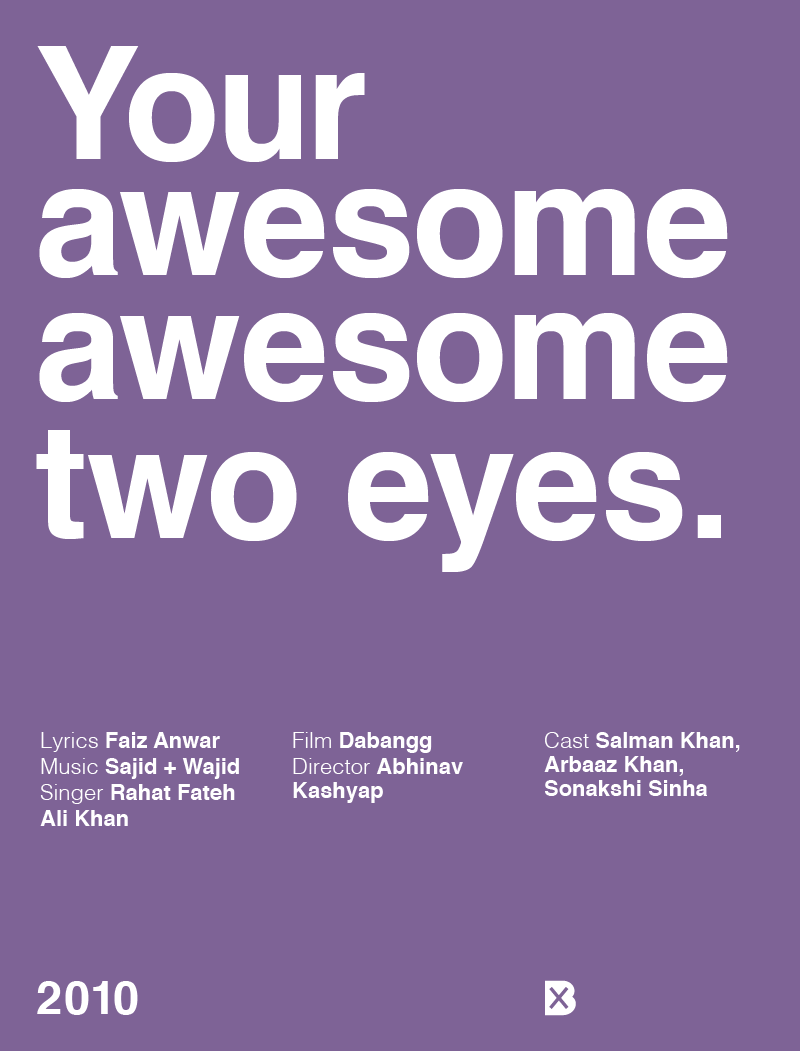 Your
awesome
awesome
two eyes.
Lyrics Faiz Anwar
Music Sajid + Wajid
Singer Rahat Fateh
Ali Khan
Film Dabangg
Director Abhinav
Kashyap
Cast Salman Khan,
Arbaaz Khan,
Sonakshi Sinha
2010
BX